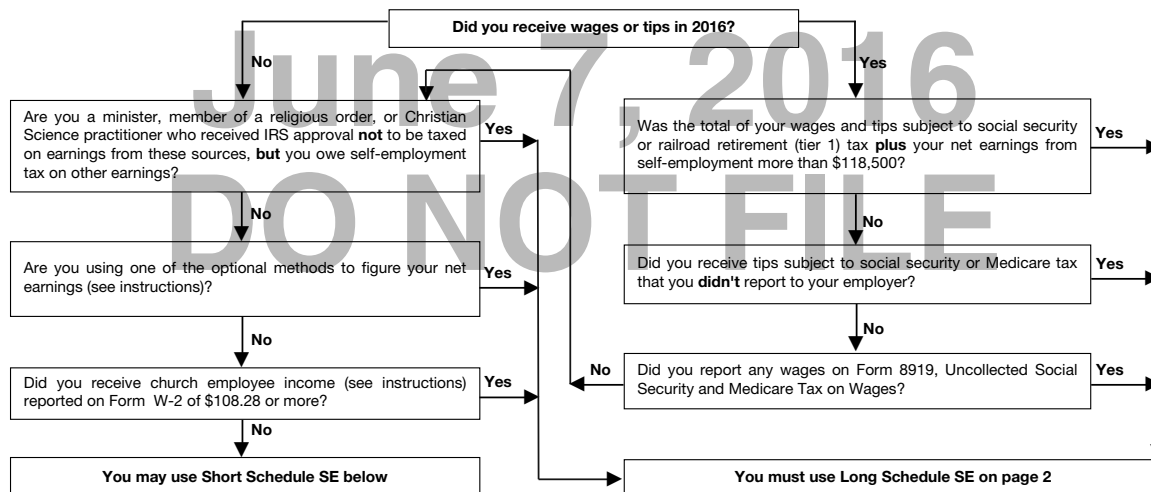 Did you receive wages or tips in 2016?
June 7, 2016
DO NOT FILE
No
Yes
Are you a minister, member of a religious order, or Christian
Science practitioner who received IRS approval not to be taxed
on earnings from these sources, but you owe self-employment
tax on other earnings?
Yes
Was the total of your wages and tips subject to social security
or railroad retirement (tier 1) tax plus your net earnings from
self-employment more than $118,500?
Yes
No
No
Are you using one of the optional methods to figure your net
earnings (see instructions)?
Yes
Did you receive tips subject to social security or Medicare tax
that you didn't report to your employer?
Yes
No
No
Did you receive church employee income (see instructions)
reported on Form W-2 of $108.28 or more?
Yes
No
Did you report any wages on Form 8919, Uncollected Social
Security and Medicare Tax on Wages?
Yes
No
You may use Short Schedule SE below
You must use Long Schedule SE on page 2